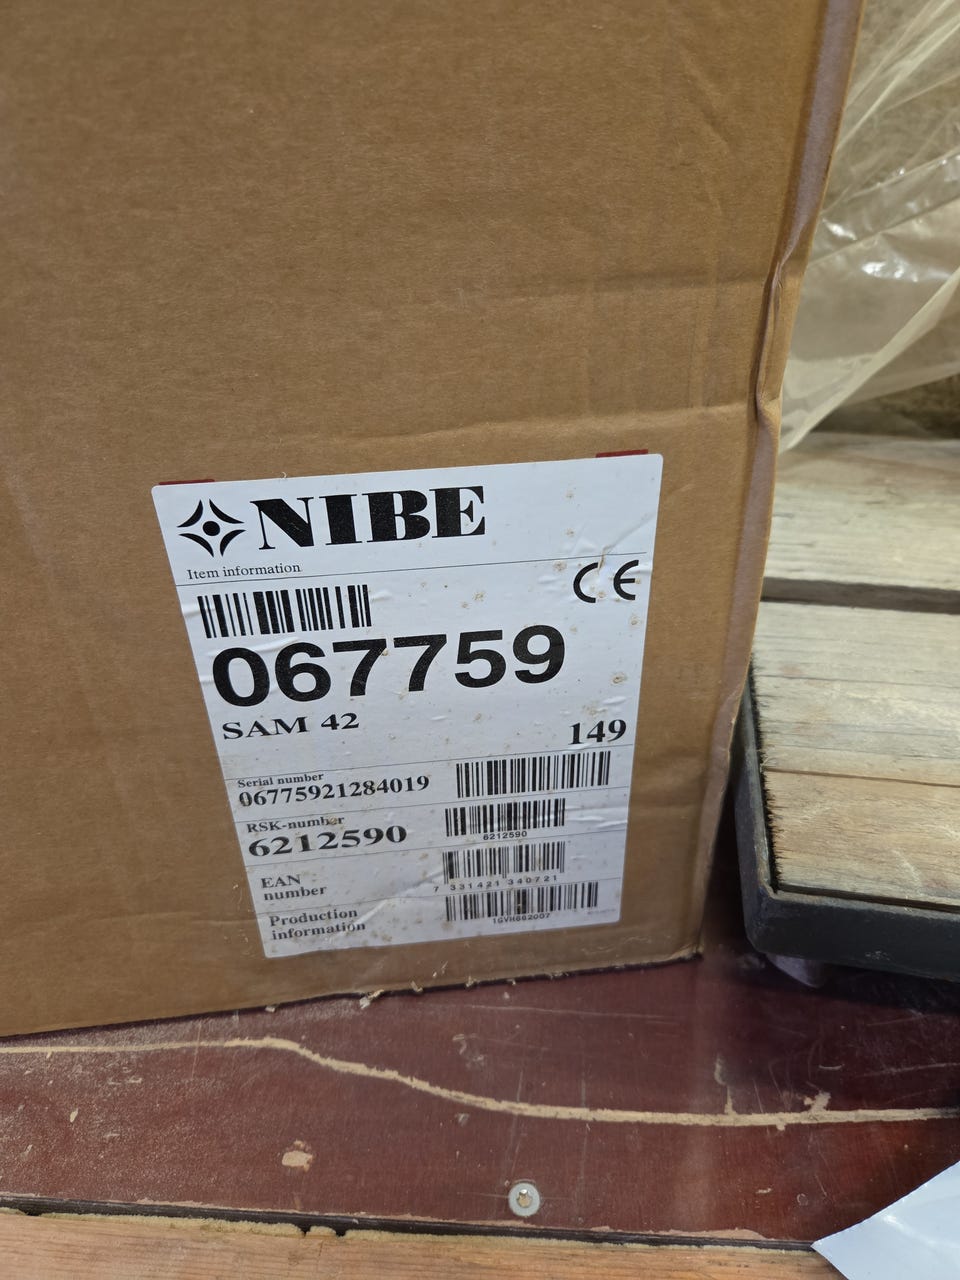 NIBE
Item information
CE
067759
SAM 42
149
Serial number
06775921284019
RSK-number
6212590
6212590
EAN
number
7 331421 340721
Production
information
1GVH662007